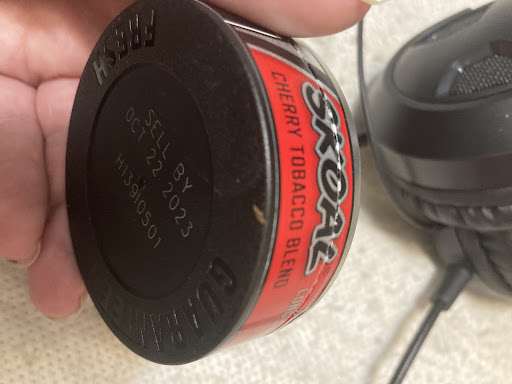 FRESH
SELL BY
OCT 22 2023
H13910501
GUARANTEE
SKOAL
CHERRY TOBACCO BLEND